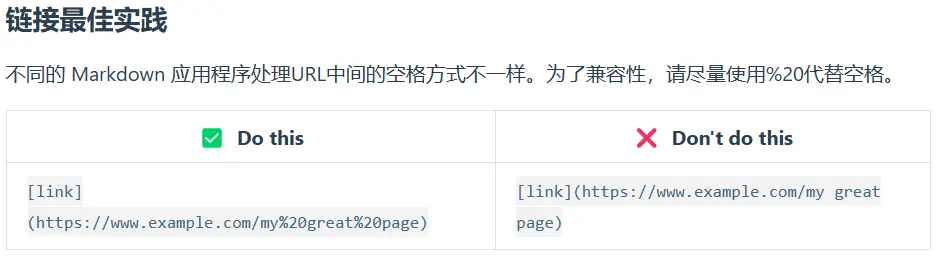 链接最佳实践
不同的 Markdown 应用程序处理URL中间的空格方式不一样。为了兼容性，请尽量使用%20代替空格。
✅ Do this
❌ Don't do this
[link]
(https://www.example.com/my%20great%20page)
[link](https://www.example.com/my great
page)